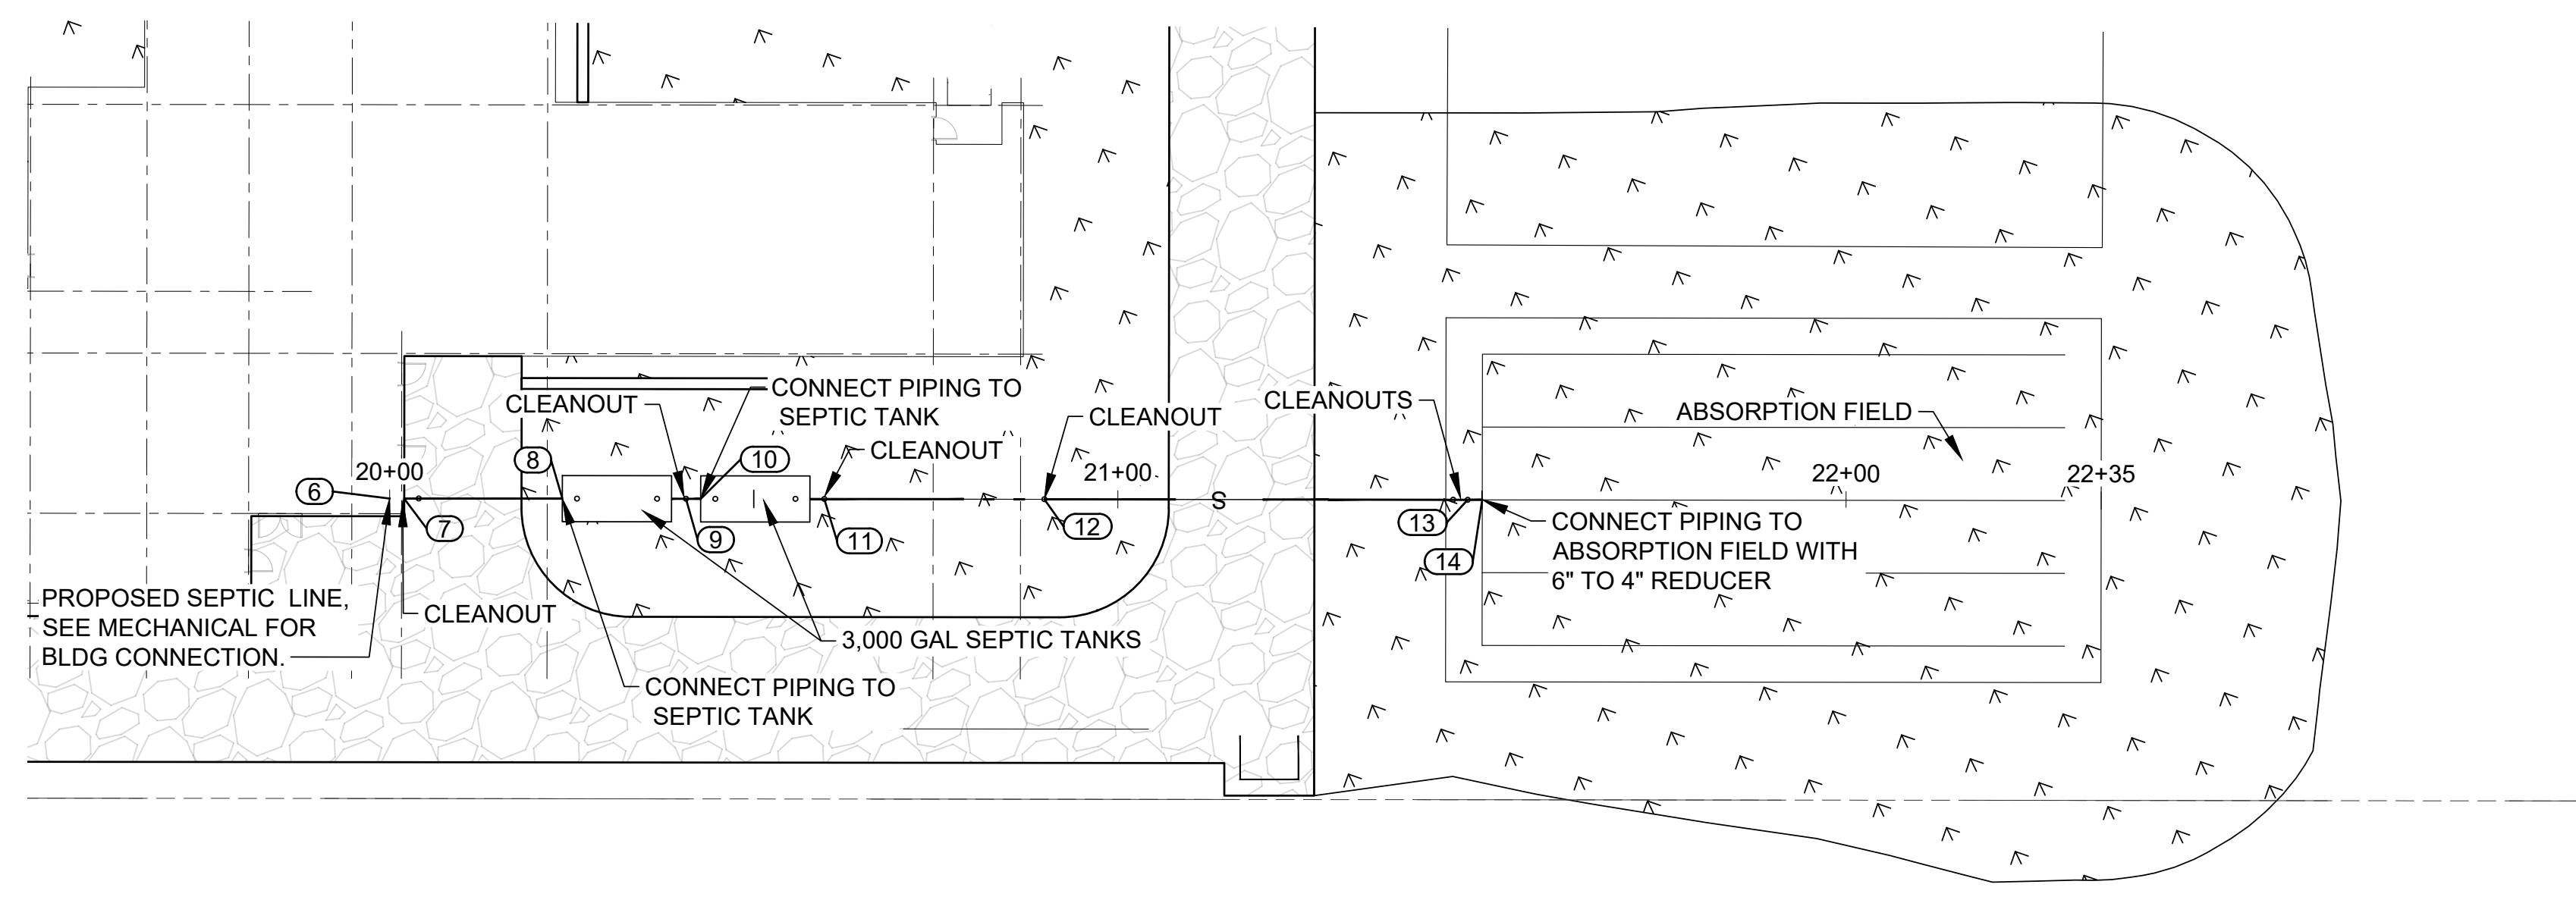 CONNECT PIPING TO
SEPTIC TANK
CLEANOUT
CLEANOUT
CLEANOUT
CLEANOUTS
ABSORPTION FIELD
6
20+00
7
8
9
10
11
12
21+00
S
13
14
22+00
22+35
CONNECT PIPING TO
ABSORPTION FIELD WITH
6" TO 4" REDUCER
PROPOSED SEPTIC LINE,
SEE MECHANICAL FOR
BLDG CONNECTION.
CLEANOUT
3,000 GAL SEPTIC TANKS
CONNECT PIPING TO
SEPTIC TANK